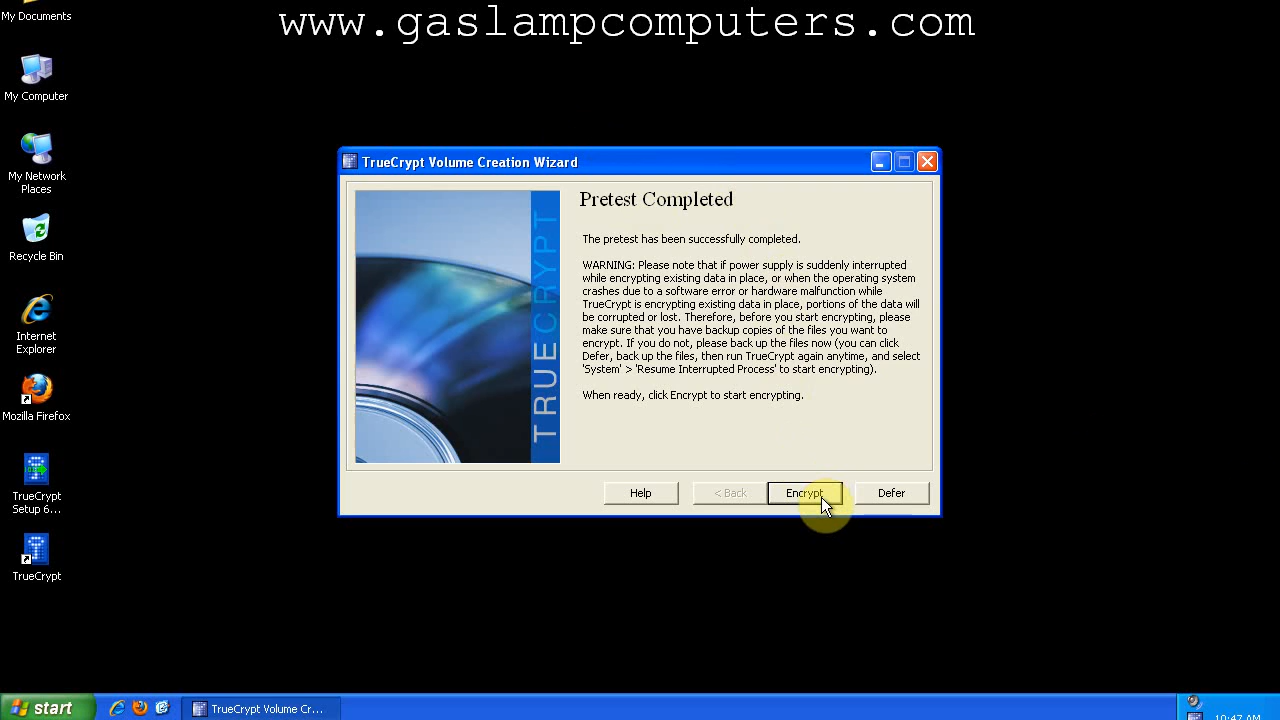 www.gaslampcomputers.com
My Documents
My Computer
My Network
Places
Recycle Bin
Internet
Explorer
Mozilla Firefox
TrueCrypt
Setup 6...
TrueCrypt
TrueCrypt Volume Creation Wizard
TRUECRYPT
Pretest Completed
The pretest has been successfully completed.
WARNING: Please note that if power supply is suddenly interrupted
while encrypting existing data in place, or when the operating system
crashes due to a software error or hardware malfunction while
TrueCrypt is encrypting existing data in place, portions of the data will
be corrupted or lost. Therefore, before you start encrypting, please
make sure that you have backup copies of the files you want to
encrypt. If you do not, please back up the files now (you can click
Defer, back up the files, then run TrueCrypt again anytime, and select
'System' > 'Resume Interrupted Process' to start encrypting).
When ready, click Encrypt to start encrypting.
Help
< Back
Encrypt
Defer
start
TrueCrypt Volume Cr...
10:47 AM